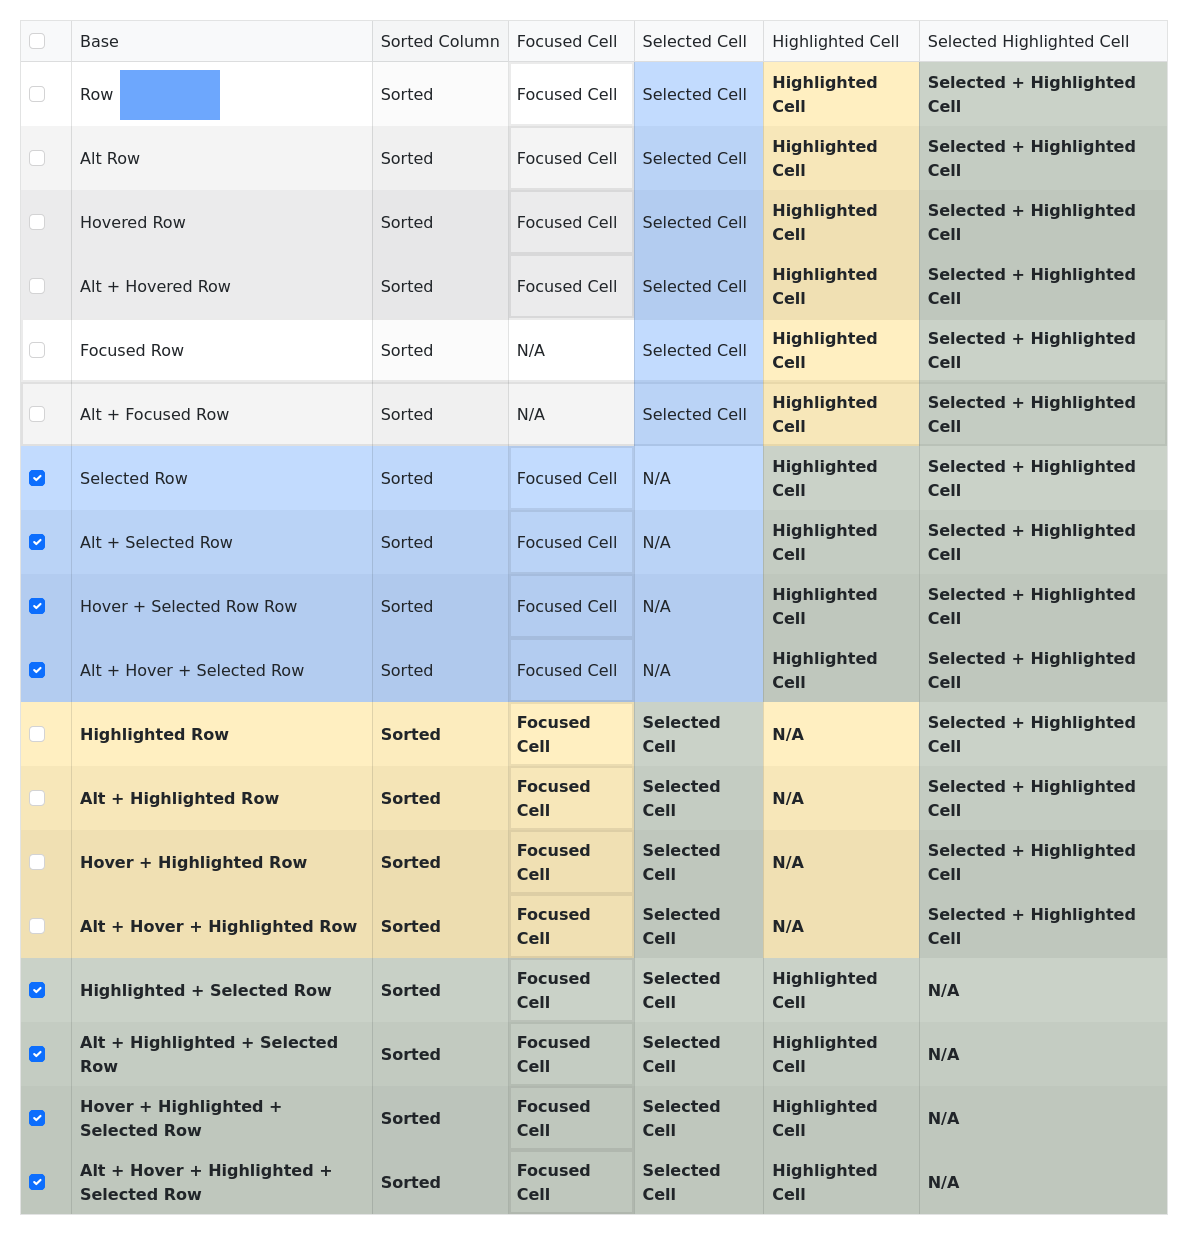 Base Sorted Column Focused Cell Selected Cell Highlighted Cell Selected Highlighted Cell
Row Sorted Focused Cell Selected Cell Highlighted Cell Selected + Highlighted Cell
Alt Row Sorted Focused Cell Selected Cell Highlighted Cell Selected + Highlighted Cell
Hovered Row Sorted Focused Cell Selected Cell Highlighted Cell Selected + Highlighted Cell
Alt + Hovered Row Sorted Focused Cell Selected Cell Highlighted Cell Selected + Highlighted Cell
Focused Row Sorted N/A Selected Cell Highlighted Cell Selected + Highlighted Cell
Alt + Focused Row Sorted N/A Selected Cell Highlighted Cell Selected + Highlighted Cell
Selected Row Sorted Focused Cell N/A Highlighted Cell Selected + Highlighted Cell
Alt + Selected Row Sorted Focused Cell N/A Highlighted Cell Selected + Highlighted Cell
Hover + Selected Row Row Sorted Focused Cell N/A Highlighted Cell Selected + Highlighted Cell
Alt + Hover + Selected Row Sorted Focused Cell N/A Highlighted Cell Selected + Highlighted Cell
Highlighted Row Sorted Focused Cell Selected Cell N/A Selected + Highlighted Cell
Alt + Highlighted Row Sorted Focused Cell Selected Cell N/A Selected + Highlighted Cell
Hover + Highlighted Row Sorted Focused Cell Selected Cell N/A Selected + Highlighted Cell
Alt + Hover + Highlighted Row Sorted Focused Cell Selected Cell N/A Selected + Highlighted Cell
Highlighted + Selected Row Sorted Focused Cell Selected Cell Highlighted Cell N/A
Alt + Highlighted + Selected Row Sorted Focused Cell Selected Cell Highlighted Cell N/A
Hover + Highlighted + Selected Row Sorted Focused Cell Selected Cell Highlighted Cell N/A
Alt + Hover + Highlighted + Selected Row Sorted Focused Cell Selected Cell Highlighted Cell N/A